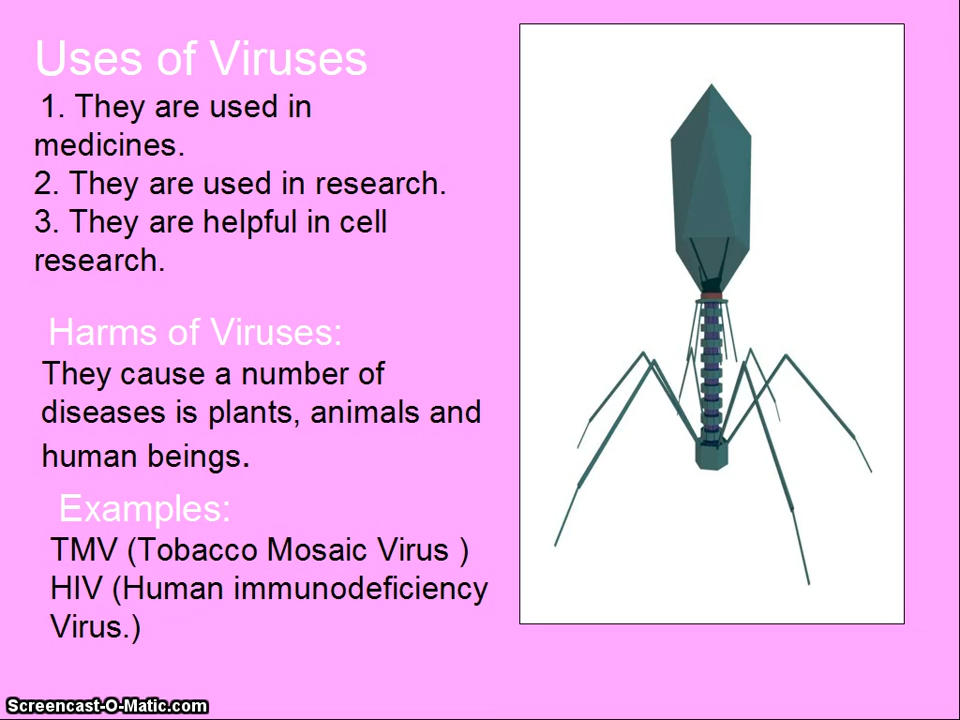 Uses of Viruses
1. They are used in
medicines.
2. They are used in research.
3. They are helpful in cell
research.
Harms of Viruses:
They cause a number of
diseases is plants, animals and
human beings.
Examples:
TMV (Tobacco Mosaic Virus )
HIV (Human immunodeficiency
Virus.)
Screencast-O-Matic.com